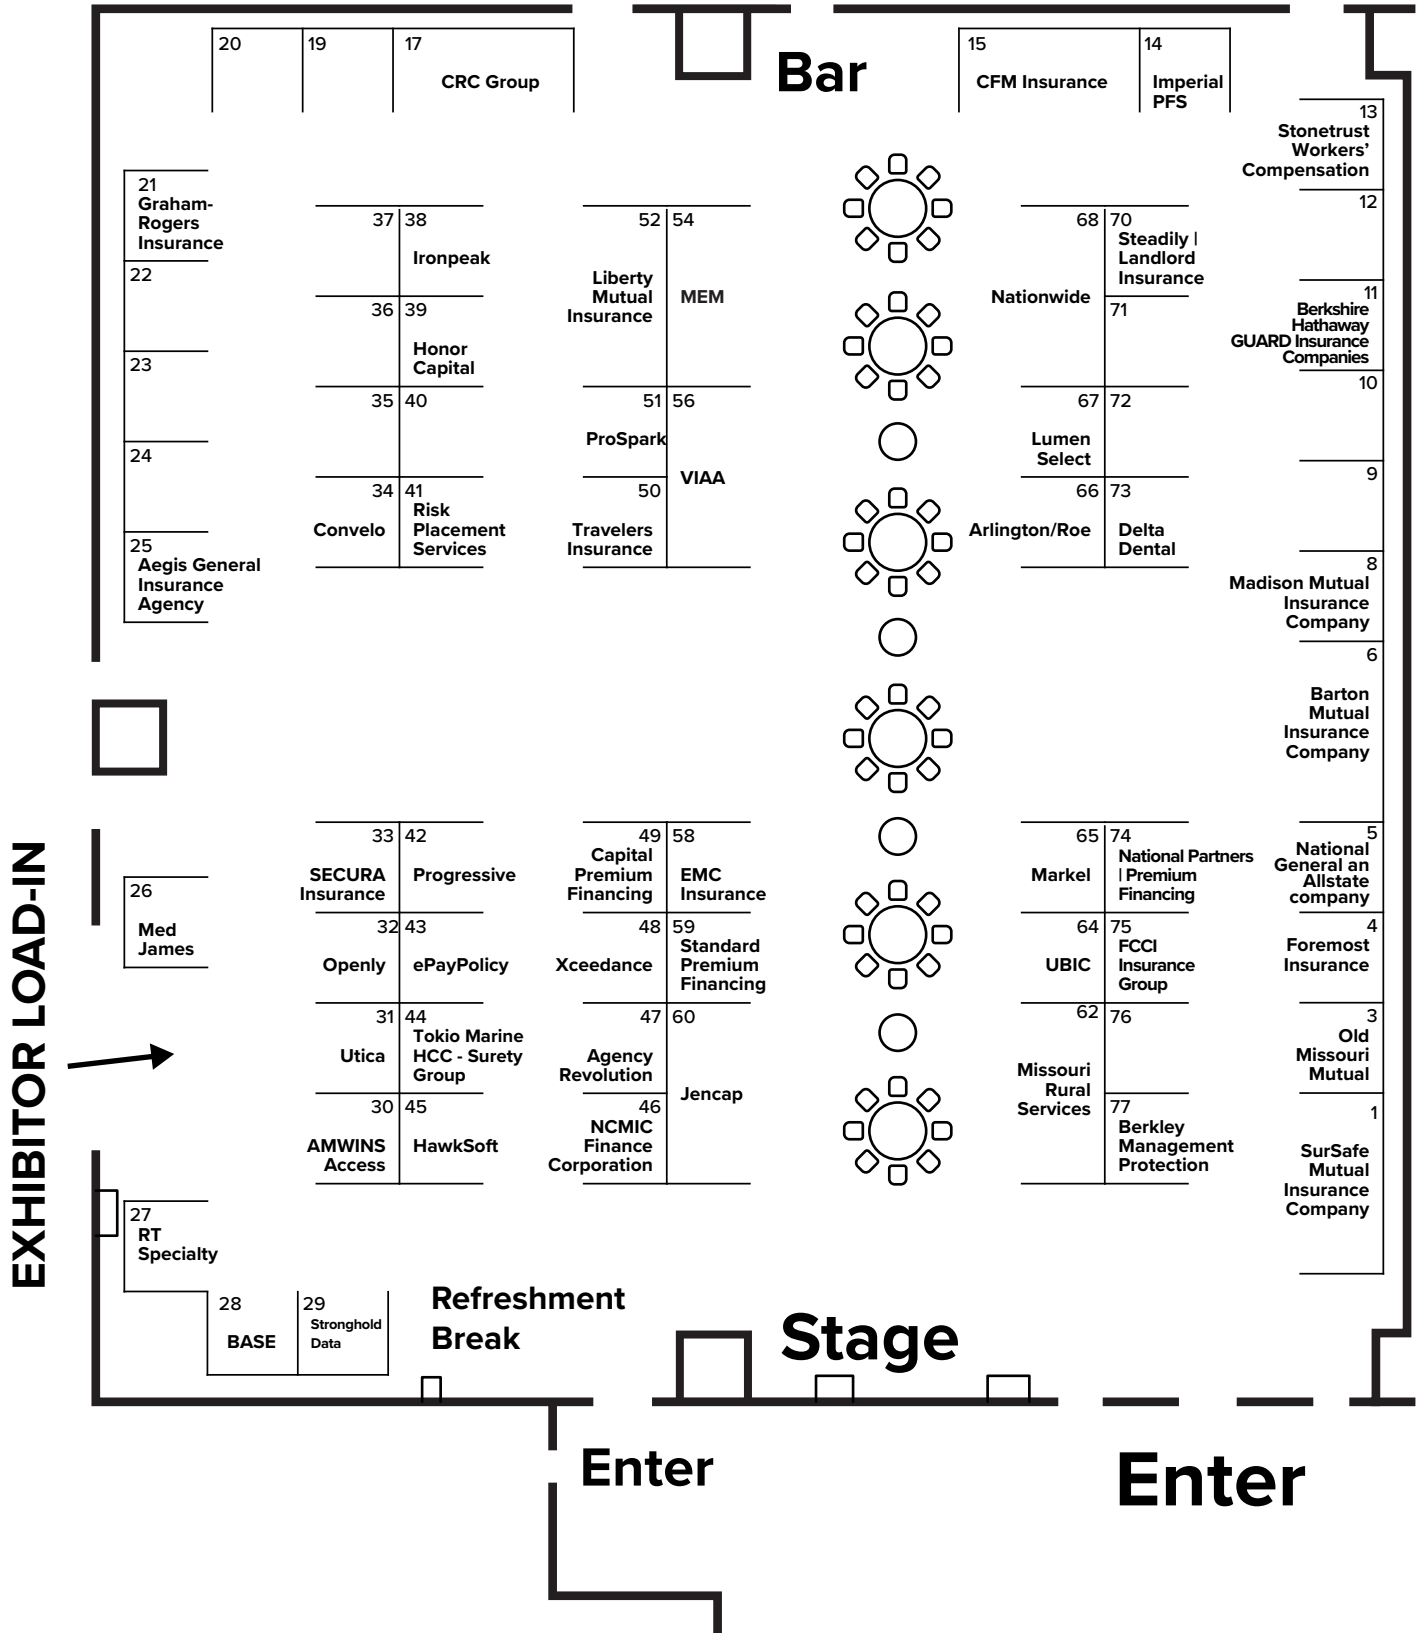 20
19
17
CRC Group
Bar
15
CFM Insurance
14
Imperial
PFS
13
Stonetrust
Workers’
Compensation
12
11
Berkshire
Hathaway
GUARD Insurance
Companies
10
9
8
Madison Mutual
Insurance
Company
6
Barton
Mutual
Insurance
Company
5
National
General an
Allstate
company
4
Foremost
Insurance
3
Old
Missouri
Mutual
1
SurSafe
Mutual
Insurance
Company
21
Graham-
Rogers
Insurance
22
23
24
25
Aegis General
Insurance
Agency
37
38
Ironpeak
36
39
Honor
Capital
35
40
34
Convelo
41
Risk
Placement
Services
52
Liberty
Mutual
Insurance
54
MEM
51
ProSpark
56
VIAA
50
Travelers
Insurance
68
Nationwide
70
Steadily |
Landlord
Insurance
71
67
Lumen
Select
72
66
Arlington/Roe
73
Delta
Dental
EXHIBITOR LOAD-IN
26
Med
James
27
RT
Specialty
28
BASE
29
Stronghold
Data
33
SECURA
Insurance
42
Progressive
32
Openly
43
ePayPolicy
31
Utica
44
Tokio Marine
HCC - Surety
Group
30
AMWINS
Access
45
HawkSoft
49
Capital
Premium
Financing
58
EMC
Insurance
48
Xceedance
59
Standard
Premium
Financing
47
Agency
Revolution
60
Jencap
46
NCMIC
Finance
Corporation
65
Markel
74
National Partners
| Premium
Financing
64
UBIC
75
FCCI
Insurance
Group
62
Missouri
Rural
Services
76
77
Berkley
Management
Protection
Refreshment
Break
Stage
Enter
Enter